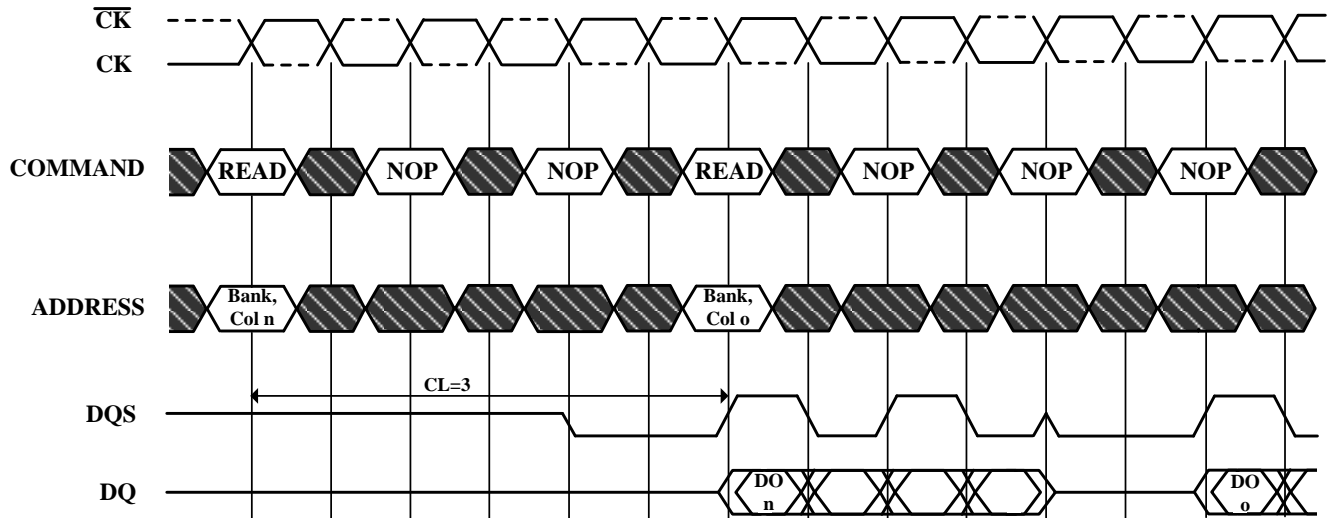 CK
CK
COMMAND READ NOP NOP READ NOP NOP NOP
ADDRESS Bank, Col n Bank, Col o
CL=3
DQS
DQ DO n DO o